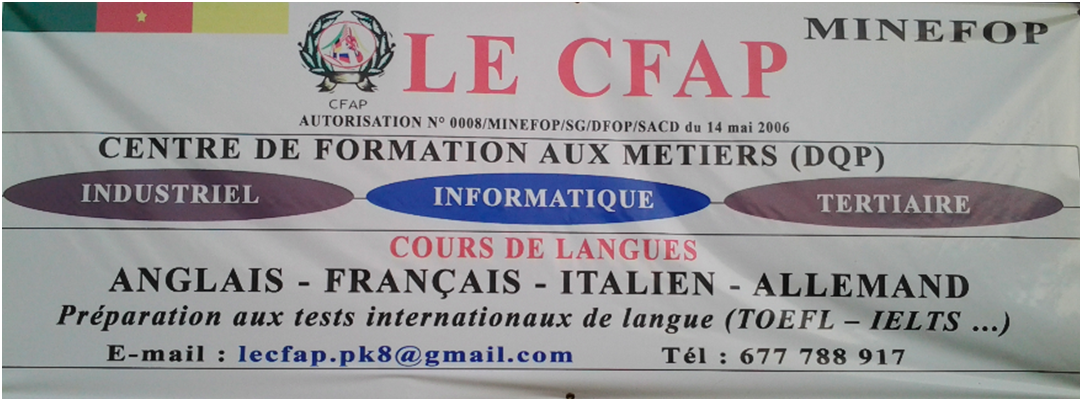 LE CFAP
MINEFOP
CFAP
AUTORISATION N° 0008/MINEFOP/SG/DFOP/SACD du 14 mai 2006
CENTRE DE FORMATION AUX METIERS (DQP)
INDUSTRIEL
INFORMATIQUE
TERTIAIRE
COURS DE LANGUES
ANGLAIS - FRANÇAIS - ITALIEN - ALLEMAND
Préparation aux tests internationaux de langue (TOEFL – IELTS ...)
E-mail : lecfap.pk8@gmail.com
Tél : 677 788 917